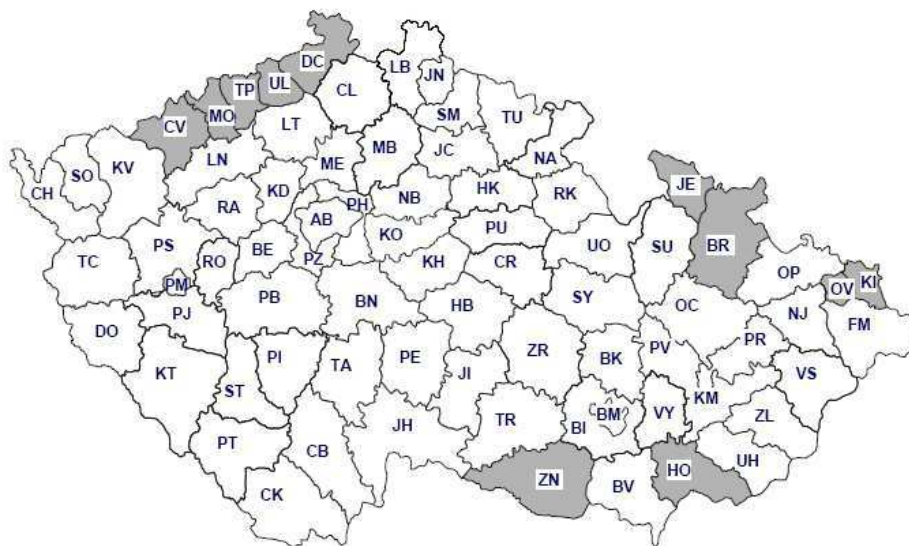 DC
LB
JN
TP
UL
CL
MO
SM
TU
CV
LT
MB
JC
NA
LN
ME
KV
SO
CH
KD
NB
HK
RK
JE
RA
PH
AB
KO
PU
UO
SU
BR
PS
RO
BE
PZ
KH
CR
OP
TC
PM
PB
BN
HB
SY
OC
OV
KI
PJ
NJ
FM
DO
PI
TA
PE
ZR
BK
PV
PR
KT
ST
JI
VS
KM
BM
VY
ZL
TR
BI
JH
PT
CB
UH
HO
ZN
BV
CK